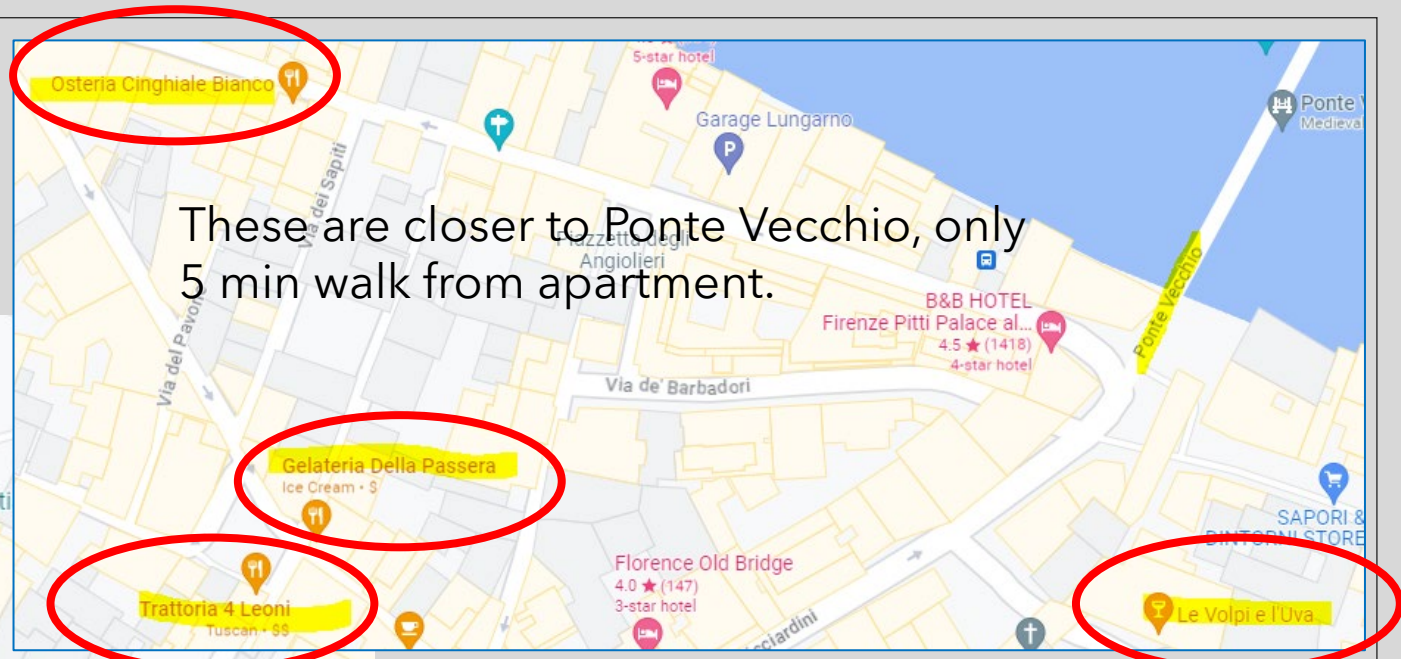 5-star hotel
Osteria Cinghiale Bianco
Garage Lungarno
P
Ponte
Medieval
Via dei Sapiti
These are closer to Ponte Vecchio, only
5 min walk from apartment.
Piazzetta degli
Angiolieri
Ponte Vecchio
B&B HOTEL
Firenze Pitti Palace al...
4.5 ★ (1418)
4-star hotel
Via del Pavone
Via de' Barbadori
Gelateria Della Passera
Ice Cream • $
ti
SAPORI &
DINTORNI STORE
Florence Old Bridge
4.0 ★ (147)
3-star hotel
Trattoria 4 Leoni
Tuscan • $$
Le Volpi e l'Uva
cciardini